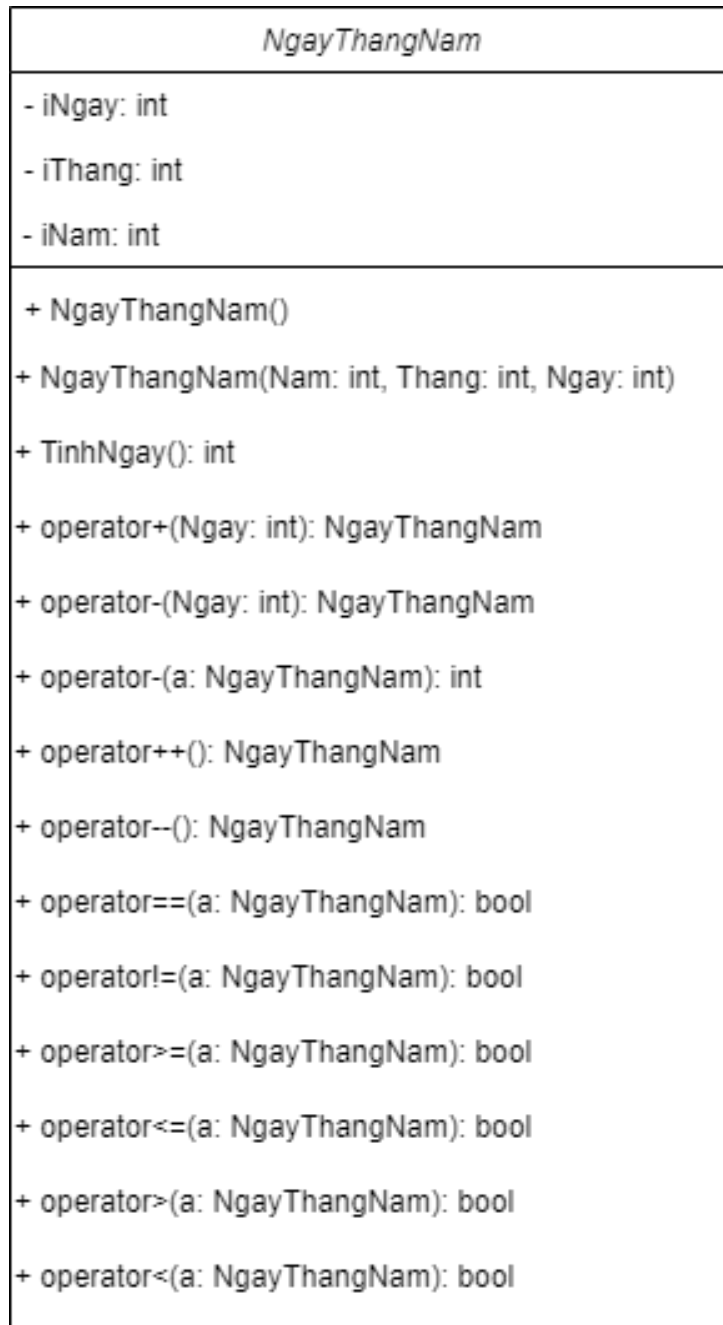 NgayThangNam
- iNgay: int
- iThang: int
- iNam: int
+ NgayThangNam()
+ NgayThangNam(Nam: int, Thang: int, Ngay: int)
+ TinhNgay(): int
+ operator+(Ngay: int): NgayThangNam
+ operator-(Ngay: int): NgayThangNam
+ operator-(a: NgayThangNam): int
+ operator++(): NgayThangNam
+ operator--(): NgayThangNam
+ operator==(a: NgayThangNam): bool
+ operator!=(a: NgayThangNam): bool
+ operator>=(a: NgayThangNam): bool
+ operator<=(a: NgayThangNam): bool
+ operator>(a: NgayThangNam): bool
+ operator<(a: NgayThangNam): bool